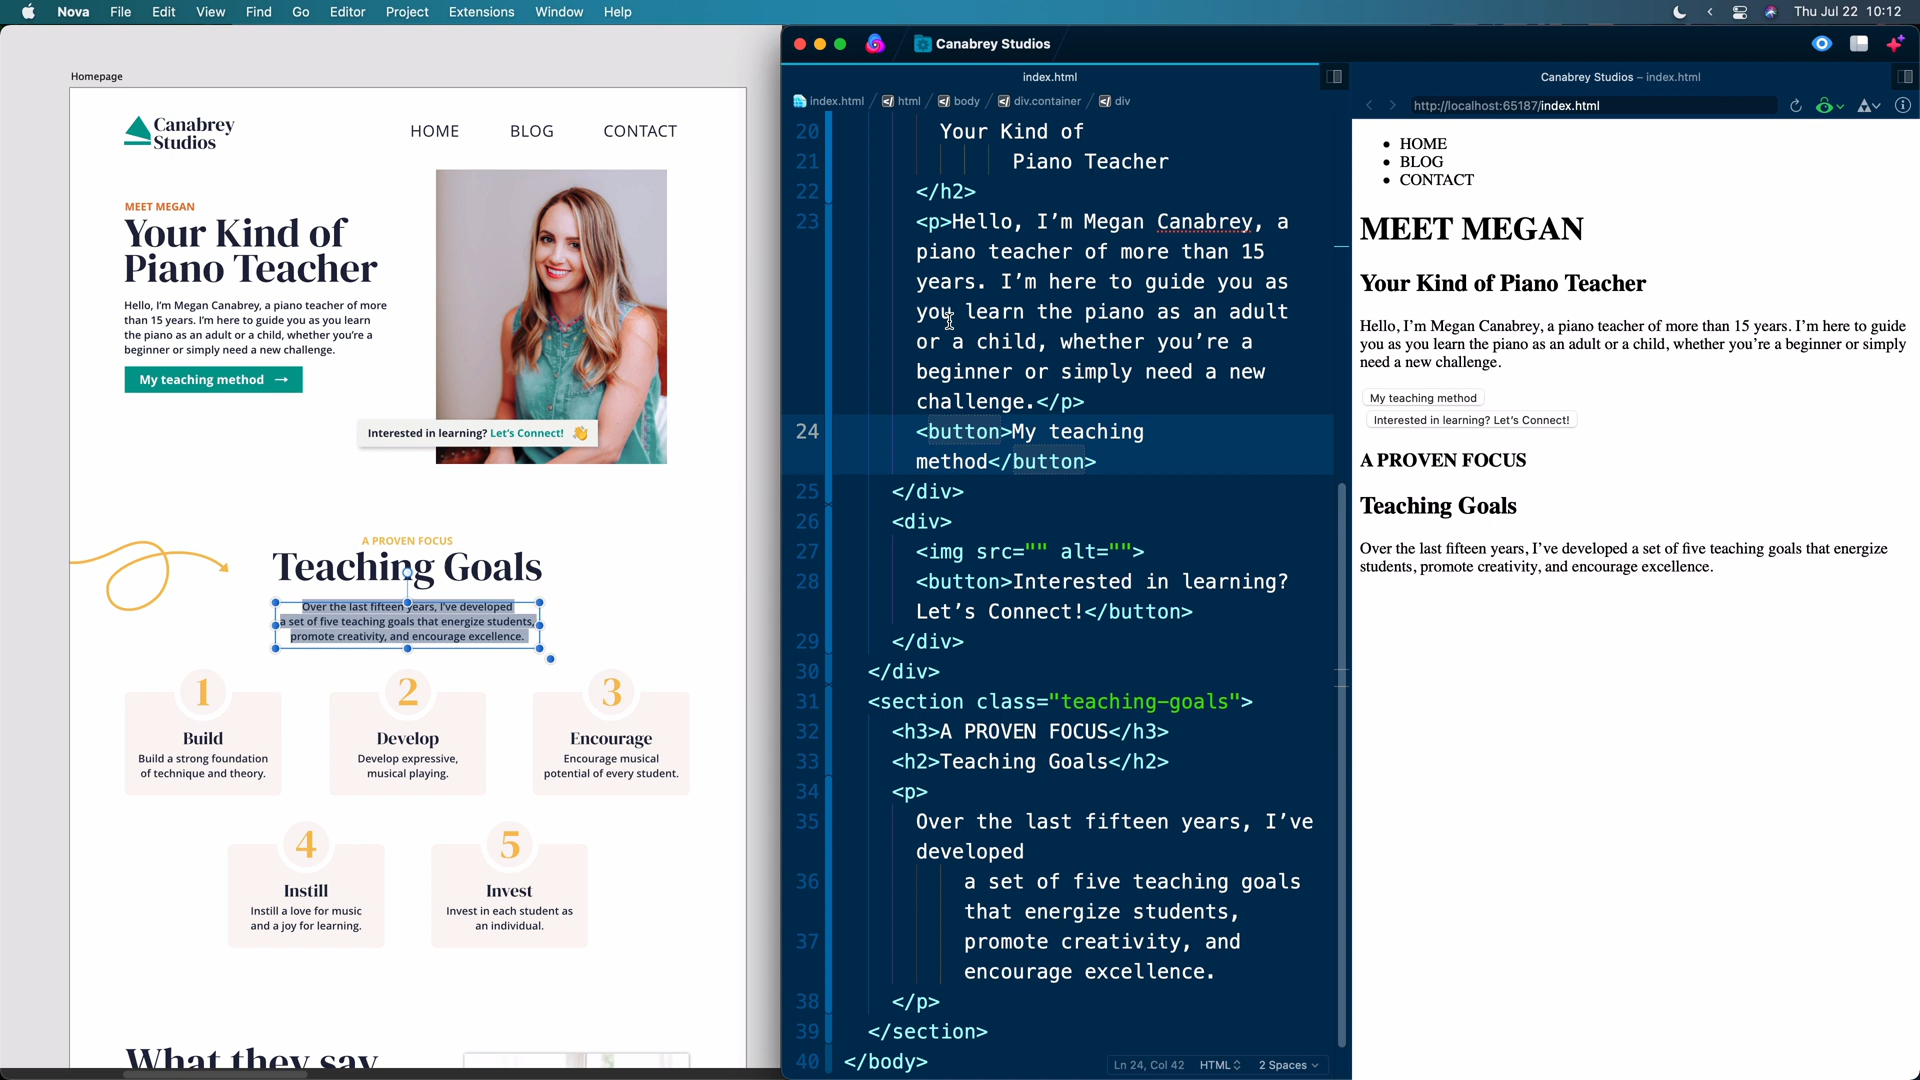 Nova File Edit View Find Go Editor Project Extensions Window Help
Thu Jul 22 10:12
Homepage
Canabrey
Studios
HOME BLOG CONTACT
MEET MEGAN
Your Kind of
Piano Teacher
Hello, I’m Megan Canabrey, a piano teacher of more
than 15 years. I’m here to guide you as you learn
the piano as an adult or a child, whether you’re a
beginner or simply need a new challenge.
My teaching method →
Interested in learning? Let’s Connect! 👋
A PROVEN FOCUS
Teaching Goals
Over the last fifteen years, I’ve developed
a set of five teaching goals that energize students,
promote creativity, and encourage excellence.
1
Build
Build a strong foundation
of technique and theory.
2
Develop
Develop expressive,
musical playing.
3
Encourage
Encourage musical
potential of every student.
4
Instill
Instill a love for music
and a joy for learning.
5
Invest
Invest in each student as
an individual.
What they say
Canabrey Studios
index.html
index.html / html / body / div.container / div
20 Your Kind of
21 Piano Teacher
22 </h2>
23 <p>Hello, I’m Megan Canabrey, a
piano teacher of more than 15
years. I’m here to guide you as
you learn the piano as an adult
or a child, whether you’re a
beginner or simply need a new
challenge.</p>
24 <button>My teaching
method</button>
25 </div>
26 <div>
27 <img src="" alt="">
28 <button>Interested in learning?
Let’s Connect!</button>
29 </div>
30 </div>
31 <section class="teaching-goals">
32 <h3>A PROVEN FOCUS</h3>
33 <h2>Teaching Goals</h2>
34 <p>
35 Over the last fifteen years, I’ve
developed
36 a set of five teaching goals
that energize students,
37 promote creativity, and
encourage excellence.
38 </p>
39 </section>
40 </body>
Ln 24, Col 42 HTML 2 Spaces
Canabrey Studios – index.html
http://localhost:65187/index.html
• HOME
• BLOG
• CONTACT
MEET MEGAN
Your Kind of Piano Teacher
Hello, I’m Megan Canabrey, a piano teacher of more than 15 years. I’m here to guide
you as you learn the piano as an adult or a child, whether you’re a beginner or simply
need a new challenge.
My teaching method
Interested in learning? Let’s Connect!
A PROVEN FOCUS
Teaching Goals
Over the last fifteen years, I’ve developed a set of five teaching goals that energize
students, promote creativity, and encourage excellence.